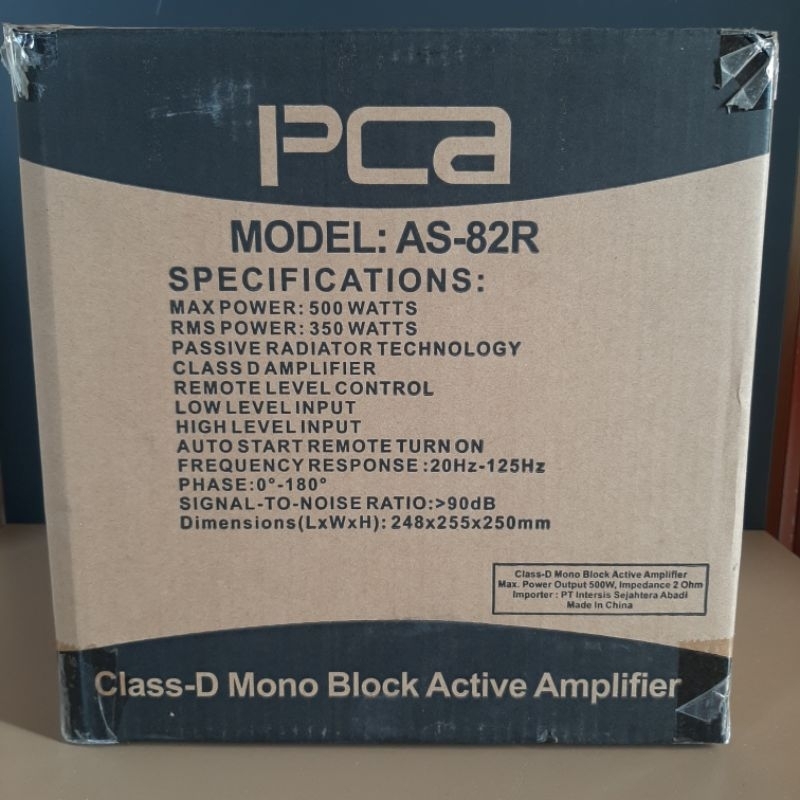 PCa
MODEL: AS-82R
SPECIFICATIONS:
MAX POWER: 500 WATTS
RMS POWER: 350 WATTS
PASSIVE RADIATOR TECHNOLOGY
CLASS D AMPLIFIER
REMOTE LEVEL CONTROL
LOW LEVEL INPUT
HIGH LEVEL INPUT
AUTO START REMOTE TURN ON
FREQUENCY RESPONSE :20Hz-125Hz
PHASE:0°-180°
SIGNAL-TO-NOISE RATIO:>90dB
Dimensions(LxWxH): 248x255x250mm
Class-D Mono Block Active Amplifier
Max. Power Output 500W, Impedance 2 Ohm
Importer : PT Intersis Sejahtera Abadi
Made In China
Class-D Mono Block Active Amplifier